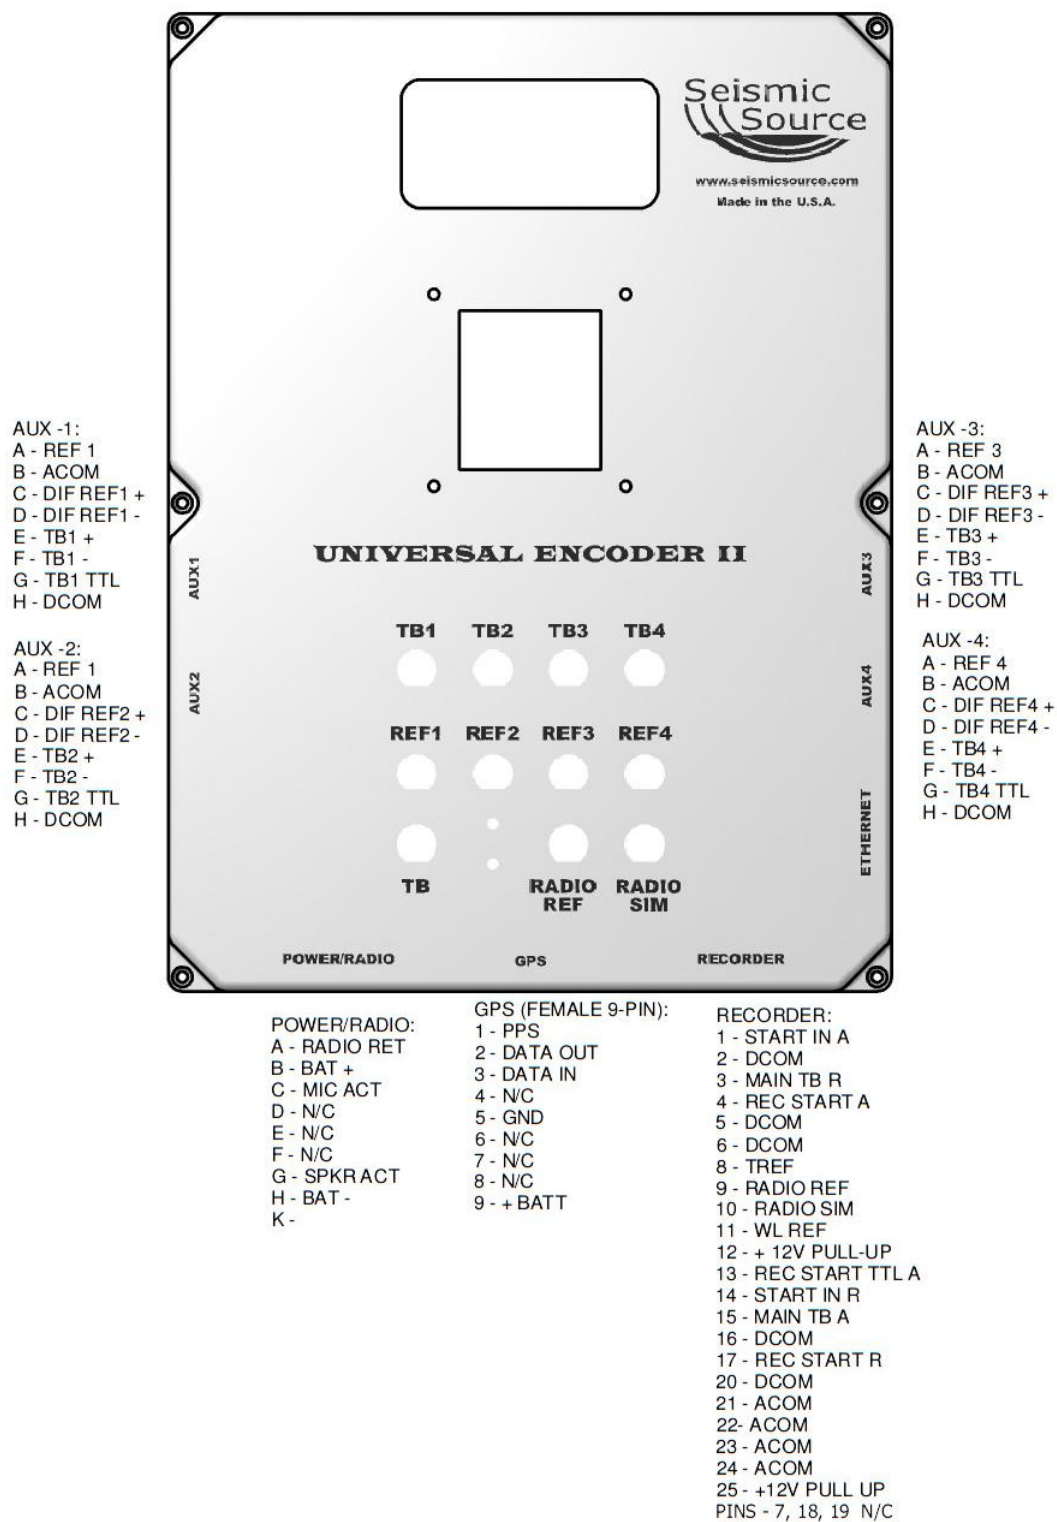 Seismic
Source
www.seismicsource.com
Made in the U.S.A.
AUX -1:
A - REF 1
B - ACOM
C - DIF REF1 +
D - DIF REF1 -
E - TB1 +
F - TB1 -
G - TB1 TTL
H - DCOM
AUX -2:
A - REF 1
B - ACOM
C - DIF REF2 +
D - DIF REF2 -
E - TB2 +
F - TB2 -
G - TB2 TTL
H - DCOM
AUX -3:
A - REF 3
B - ACOM
C - DIF REF3 +
D - DIF REF3 -
E - TB3 +
F - TB3 -
G - TB3 TTL
H - DCOM
AUX -4:
A - REF 4
B - ACOM
C - DIF REF4 +
D - DIF REF4 -
E - TB4 +
F - TB4 -
G - TB4 TTL
H - DCOM
UNIVERSAL ENCODER II
AUX1
AUX2
AUX3
AUX4
ETHERNET
TB1 TB2 TB3 TB4
REF1 REF2 REF3 REF4
TB
RADIO REF
RADIO SIM
POWER/RADIO GPS RECORDER
POWER/RADIO:
A - RADIO RET
B - BAT +
C - MIC ACT
D - N/C
E - N/C
F - N/C
G - SPKR ACT
H - BAT -
K -
GPS (FEMALE 9-PIN):
1 - PPS
2 - DATA OUT
3 - DATA IN
4 - N/C
5 - GND
6 - N/C
7 - N/C
8 - N/C
9 - + BATT
RECORDER:
1 - START IN A
2 - DCOM
3 - MAIN TB R
4 - REC START A
5 - DCOM
6 - DCOM
8 - TREF
9 - RADIO REF
10 - RADIO SIM
11 - WL REF
12 - + 12V PULL-UP
13 - REC START TTL A
14 - START IN R
15 - MAIN TB A
16 - DCOM
17 - REC START R
20 - DCOM
21 - ACOM
22- ACOM
23 - ACOM
24 - ACOM
25 - +12V PULL UP
PINS - 7, 18, 19 N/C